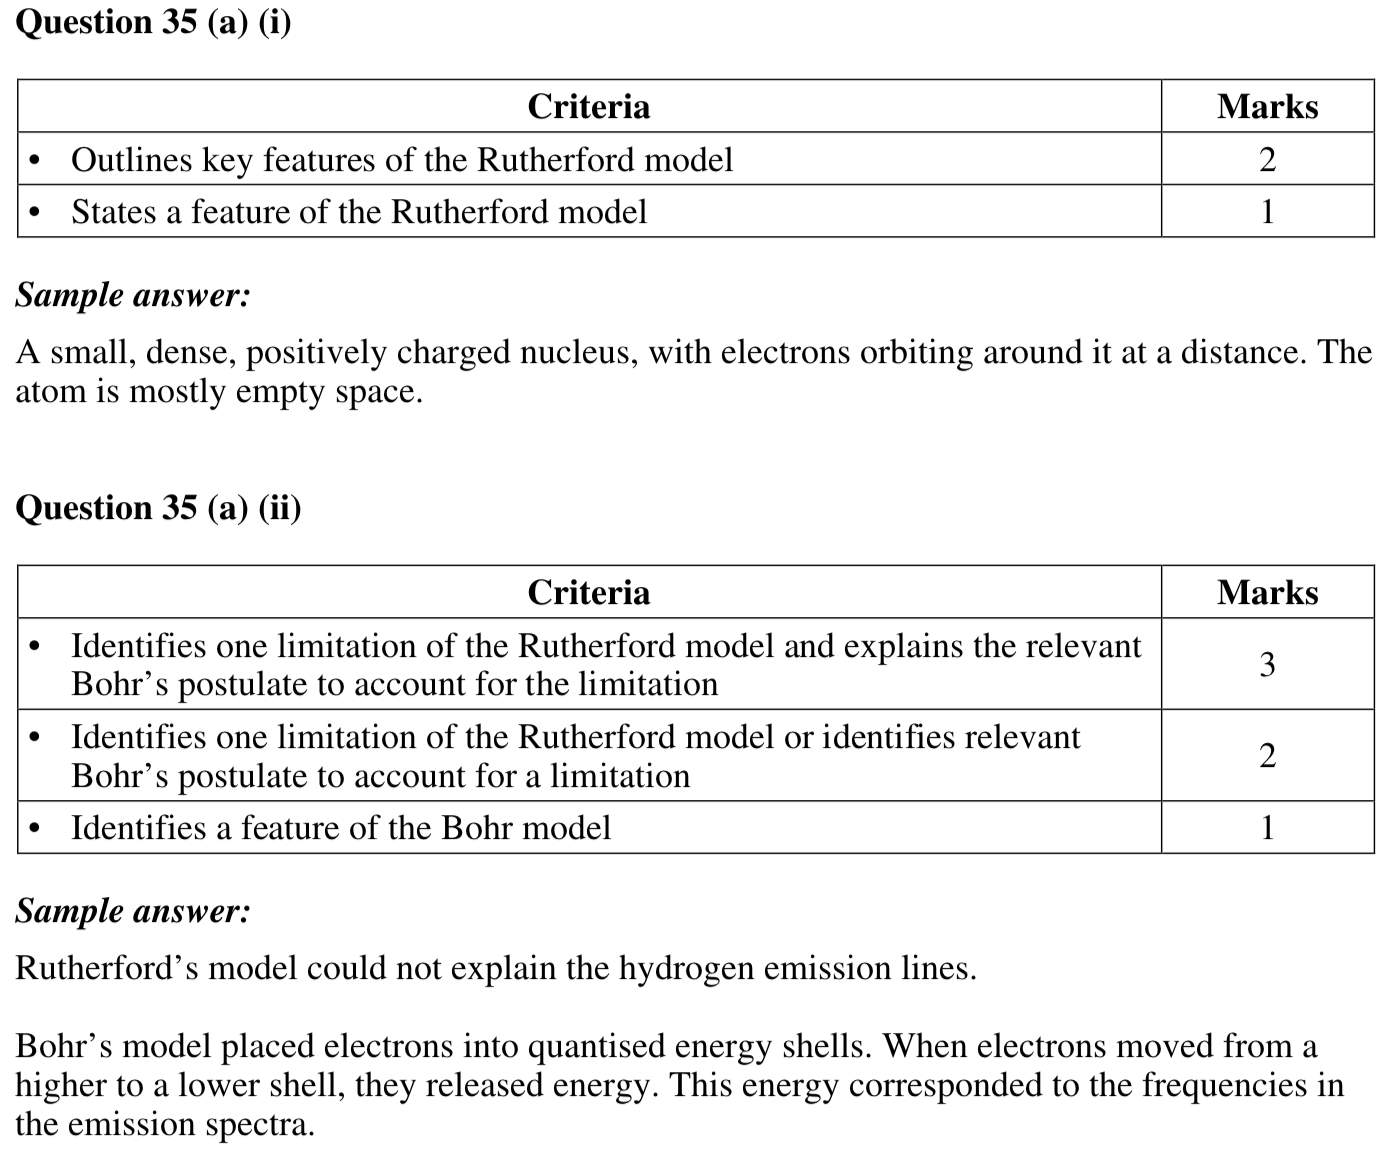 Question 35 (a) (i)
Criteria Marks
• Outlines key features of the Rutherford model 2
• States a feature of the Rutherford model 1
Sample answer:
A small, dense, positively charged nucleus, with electrons orbiting around it at a distance. The
atom is mostly empty space.
Question 35 (a) (ii)
Criteria Marks
• Identifies one limitation of the Rutherford model and explains the relevant
Bohr’s postulate to account for the limitation 3
• Identifies one limitation of the Rutherford model or identifies relevant
Bohr’s postulate to account for a limitation 2
• Identifies a feature of the Bohr model 1
Sample answer:
Rutherford’s model could not explain the hydrogen emission lines.
Bohr’s model placed electrons into quantised energy shells. When electrons moved from a
higher to a lower shell, they released energy. This energy corresponded to the frequencies in
the emission spectra.